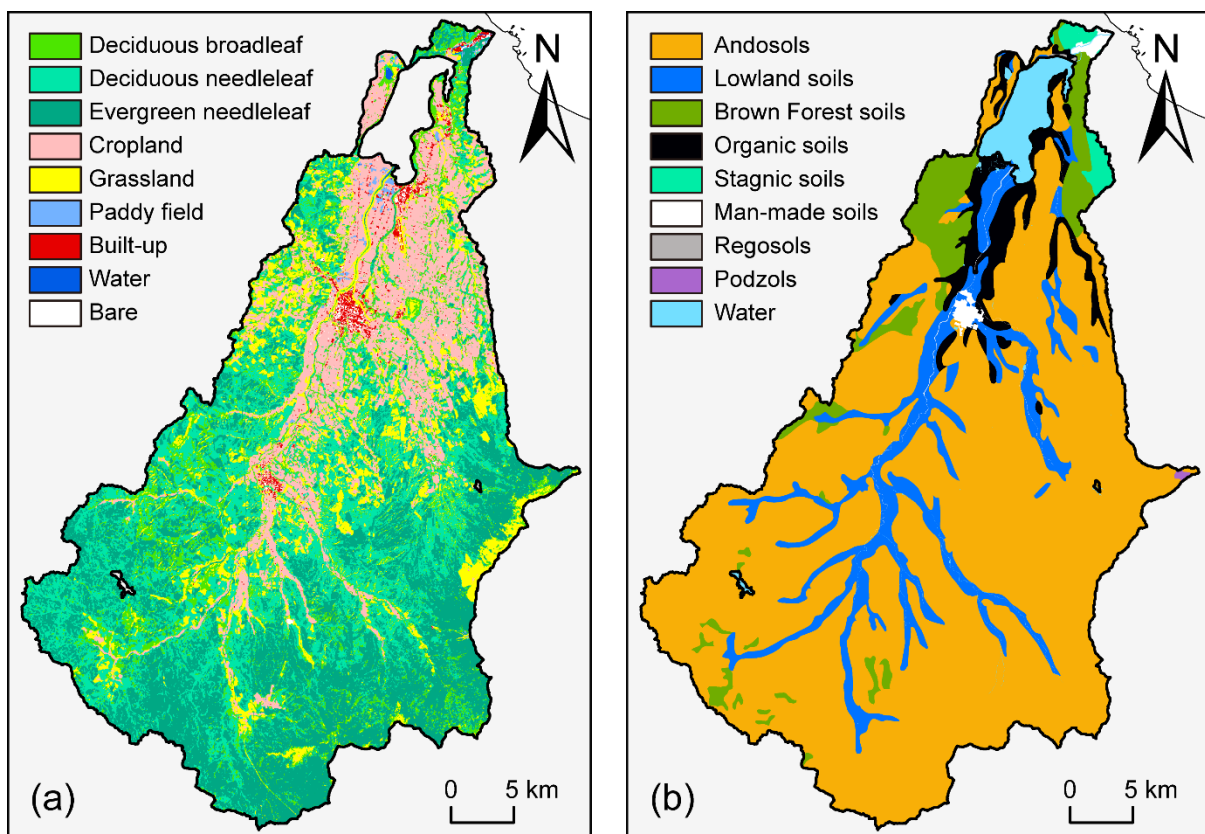 Deciduous broadleaf
Deciduous needleleaf
Evergreen needleleaf
Cropland
Grassland
Paddy field
Built-up
Water
Bare
N
(a)
0 5 km
Andosols
Lowland soils
Brown Forest soils
Organic soils
Stagnic soils
Man-made soils
Regosols
Podzols
Water
N
(b)
0 5 km